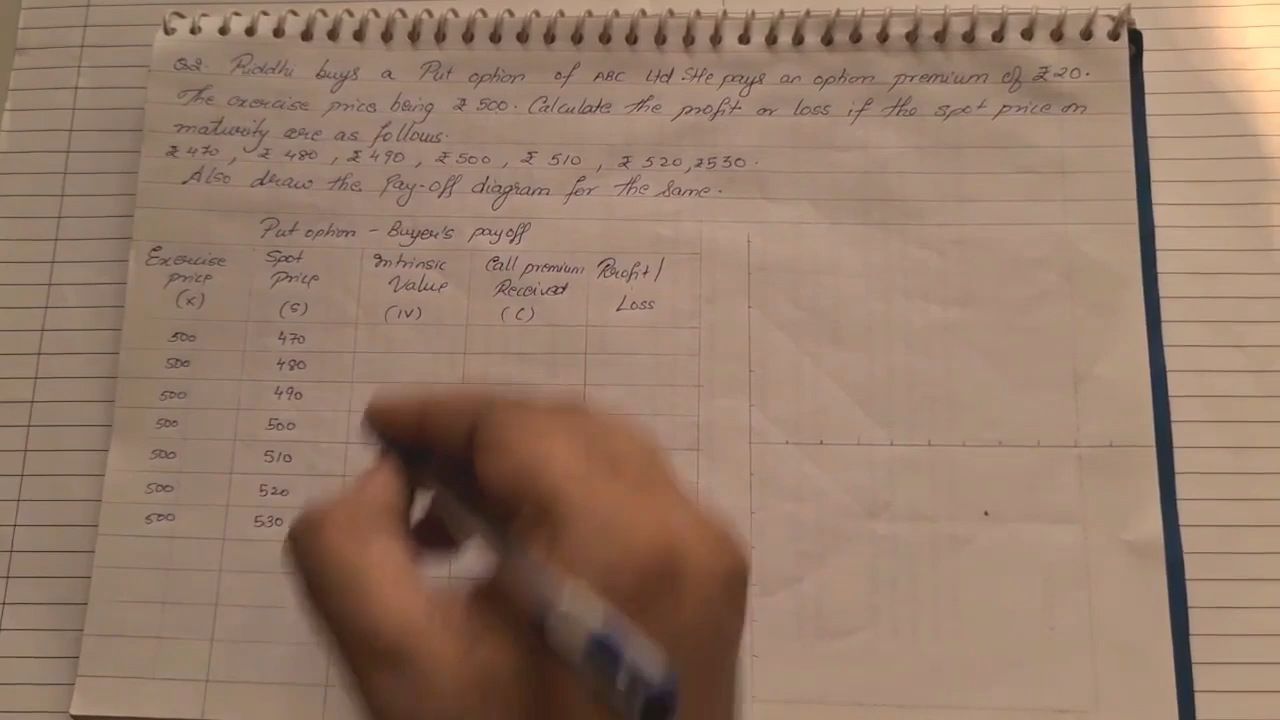 Q2. Riddhi buys a Put option of ABC Ltd SHe pays an option premium of ₹20.
The exercise price being ₹500. Calculate the profit or loss if the spot price on
maturity are as follows.
₹470, ₹480, ₹490, ₹500, ₹510, ₹520, ₹530.
Also draw the Pay-off diagram for the same.
Put option - Buyer's payoff
Exercise price (X) Spot Price (S) Intrinsic Value (IV) Call premium Received (C) Profit/Loss
500 470
500 480
500 490
500 500
500 510
500 520
500 530